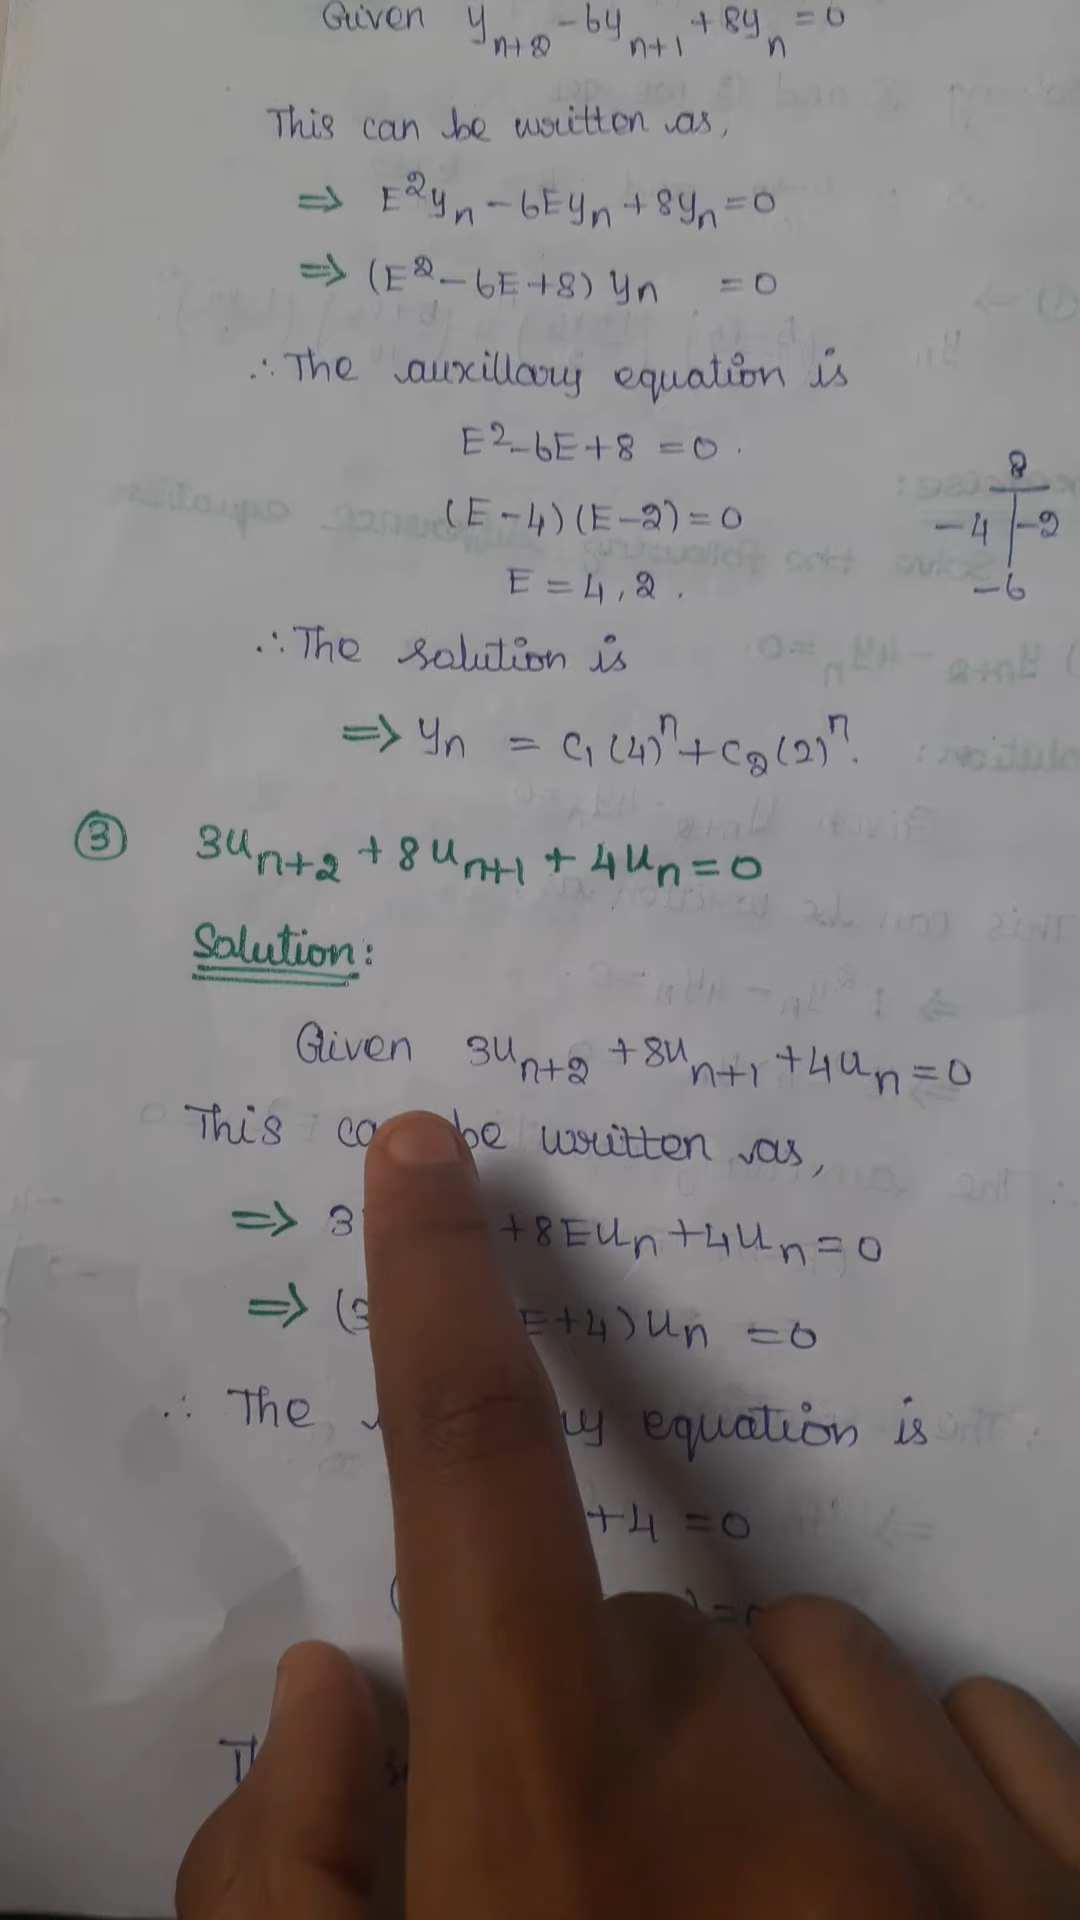 Given y_{n+2} - 6y_{n+1} + 8y_n = 0
This can be written as,
⇒ E²y_n - 6Ey_n + 8y_n = 0
⇒ (E² - 6E + 8) y_n = 0
∴ The auxillary equation is
E² - 6E + 8 = 0.
8
(E - 4)(E - 2) = 0
-4 | -2
E = 4, 2.
-6
∴ The solution is
⇒ y_n = C₁(4)ⁿ + C₂(2)ⁿ.
③ 3u_{n+2} + 8u_{n+1} + 4u_n = 0
Solution:
Given 3u_{n+2} + 8u_{n+1} + 4u_n = 0
This be written as,
⇒ 3 + 8Eu_n + 4u_n = 0
⇒ (3 E + 4) u_n = 0
∴ The equation is
+ 4 = 0